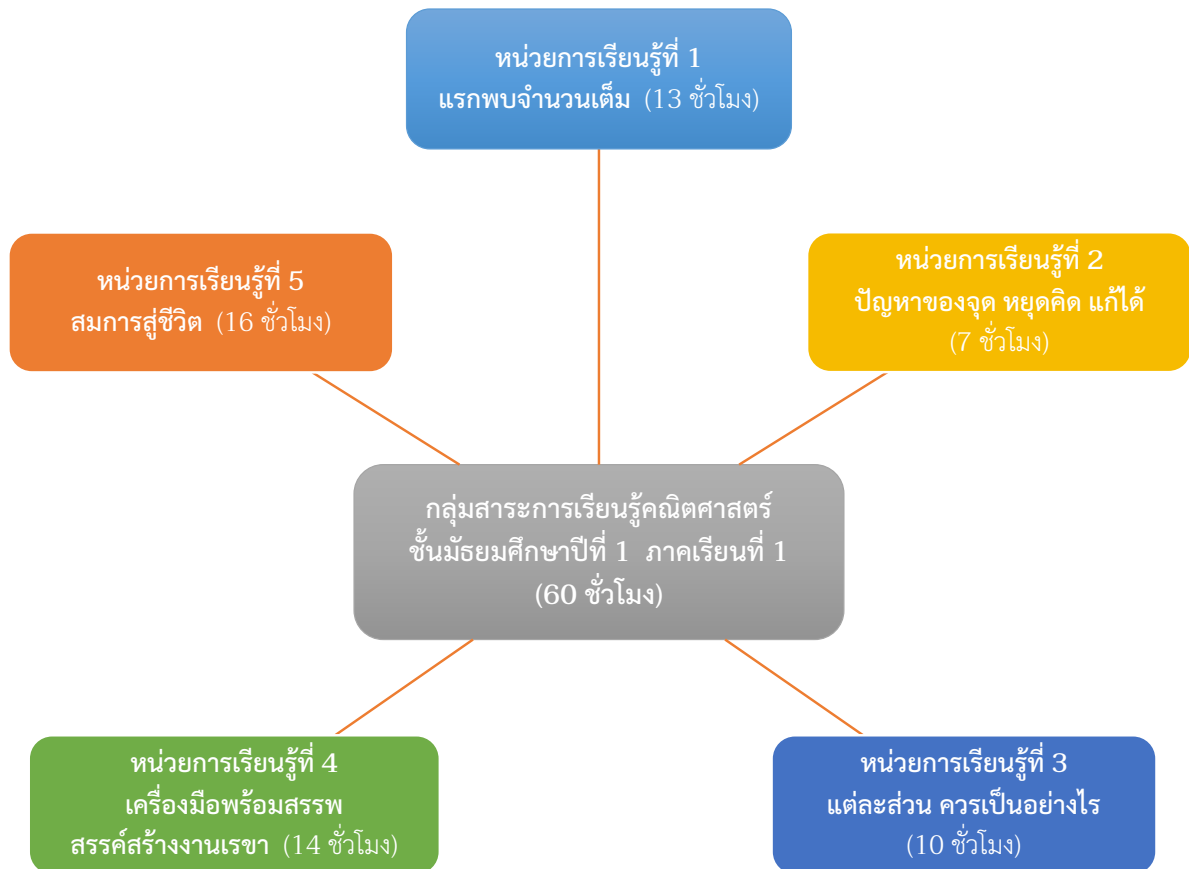 หน่วยการเรียนรู้ที่ 1
แรกพบจำนวนเต็ม (13 ชั่วโมง)
หน่วยการเรียนรู้ที่ 5
สมการสู่ชีวิต (16 ชั่วโมง)
หน่วยการเรียนรู้ที่ 2
ปัญหาของจุด หยุดคิด แก้ได้
(7 ชั่วโมง)
กลุ่มสาระการเรียนรู้คณิตศาสตร์
ชั้นมัธยมศึกษาปีที่ 1 ภาคเรียนที่ 1
(60 ชั่วโมง)
หน่วยการเรียนรู้ที่ 4
เครื่องมือพร้อมสรรพ
สรรค์สร้างงานเรขา (14 ชั่วโมง)
หน่วยการเรียนรู้ที่ 3
แต่ละส่วน ควรเป็นอย่างไร
(10 ชั่วโมง)